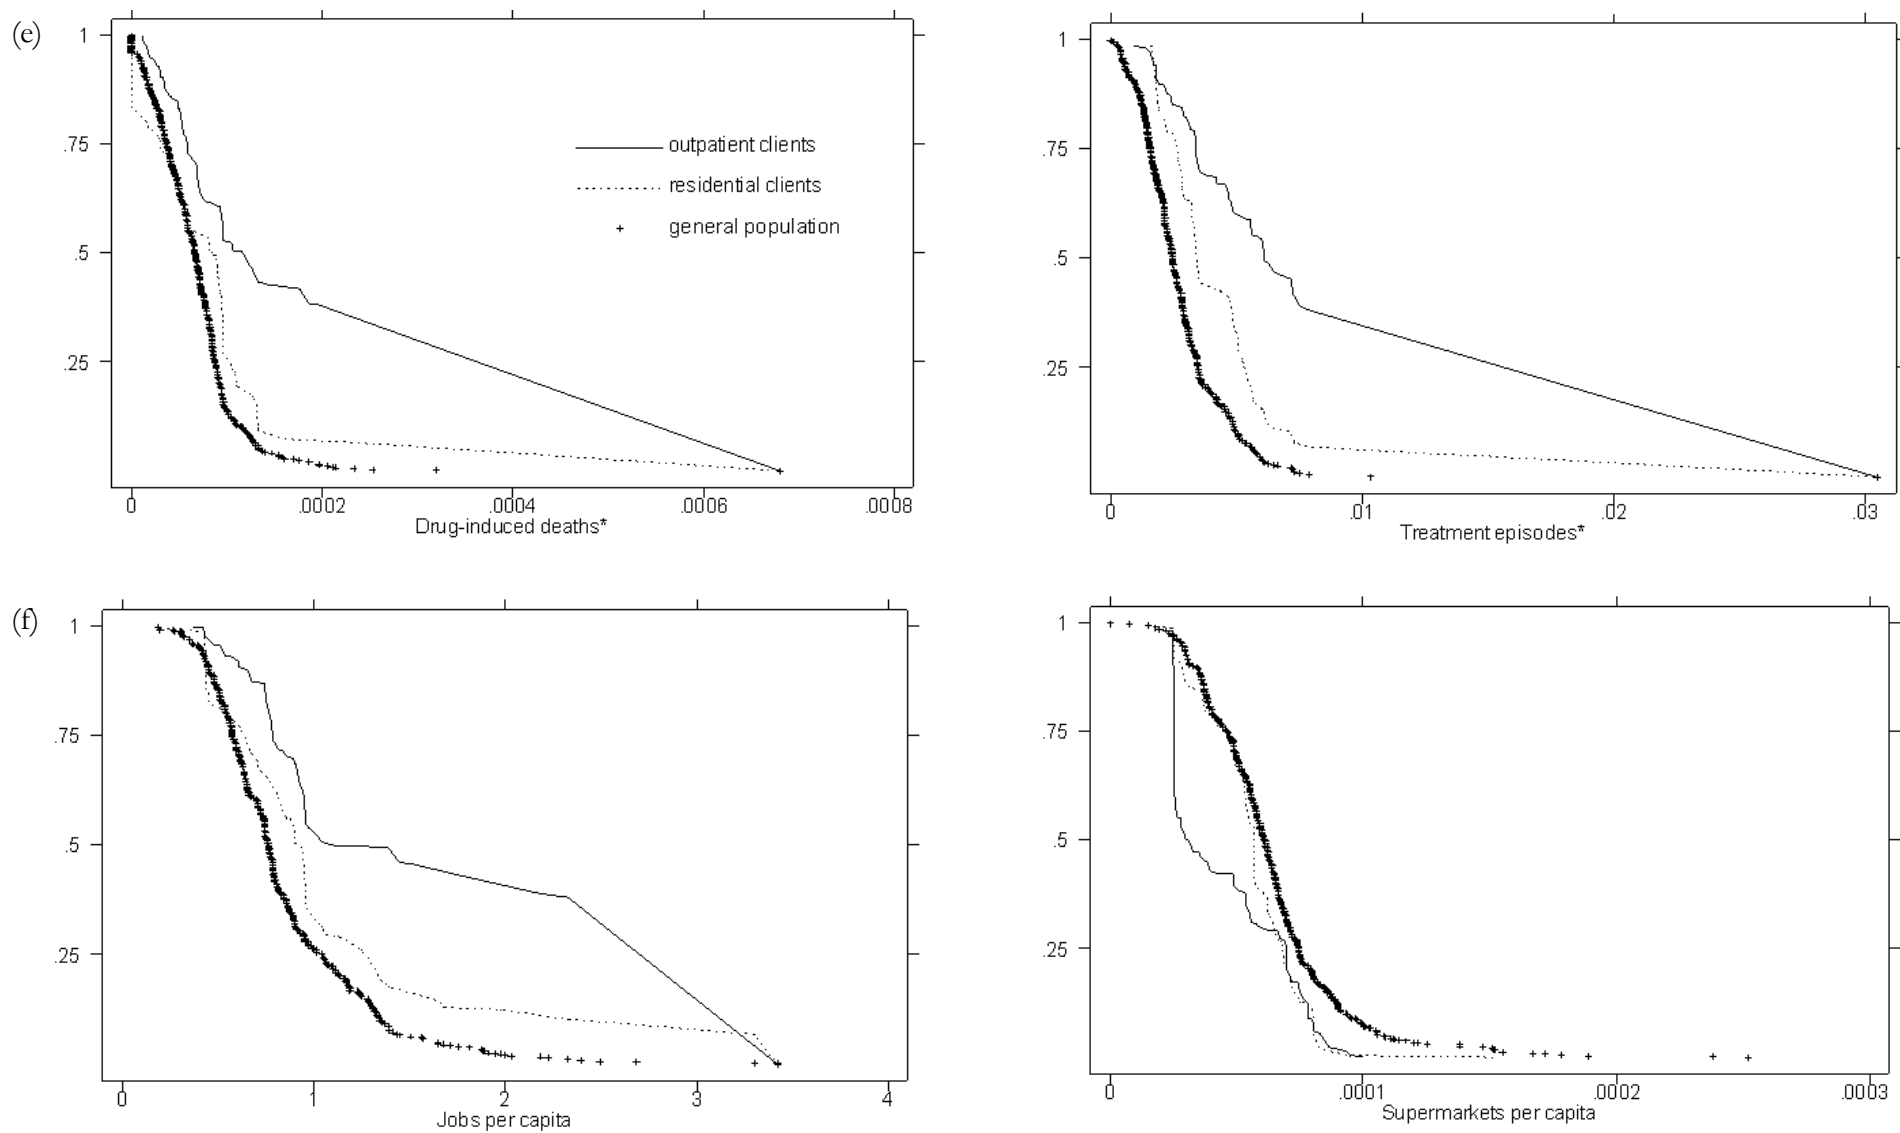 (e)
1
.75
.5
.25
outpatient clients
residential clients
general population
0 .0002 .0004 .0006 .0008
Drug-induced deaths*
1
.75
.5
.25
0 .01 .02 .03
Treatment episodes*
(f)
1
.75
.5
.25
0 1 2 3 4
Jobs per capita
1
.75
.5
.25
0 .0001 .0002 .0003
Supermarkets per capita